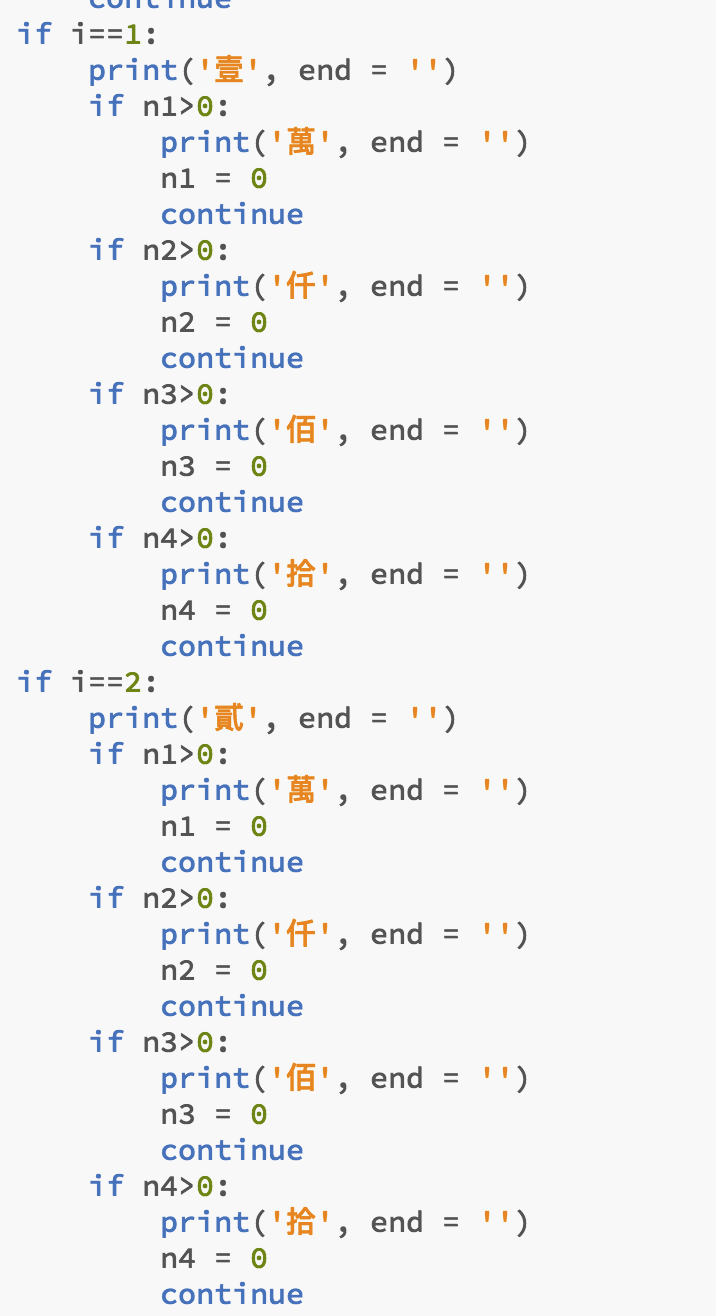 continue
if i==1:
    print('壹', end = '')
    if n1>0:
        print('萬', end = '')
        n1 = 0
        continue
    if n2>0:
        print('仟', end = '')
        n2 = 0
        continue
    if n3>0:
        print('佰', end = '')
        n3 = 0
        continue
    if n4>0:
        print('拾', end = '')
        n4 = 0
        continue
if i==2:
    print('貳', end = '')
    if n1>0:
        print('萬', end = '')
        n1 = 0
        continue
    if n2>0:
        print('仟', end = '')
        n2 = 0
        continue
    if n3>0:
        print('佰', end = '')
        n3 = 0
        continue
    if n4>0:
        print('拾', end = '')
        n4 = 0
        continue